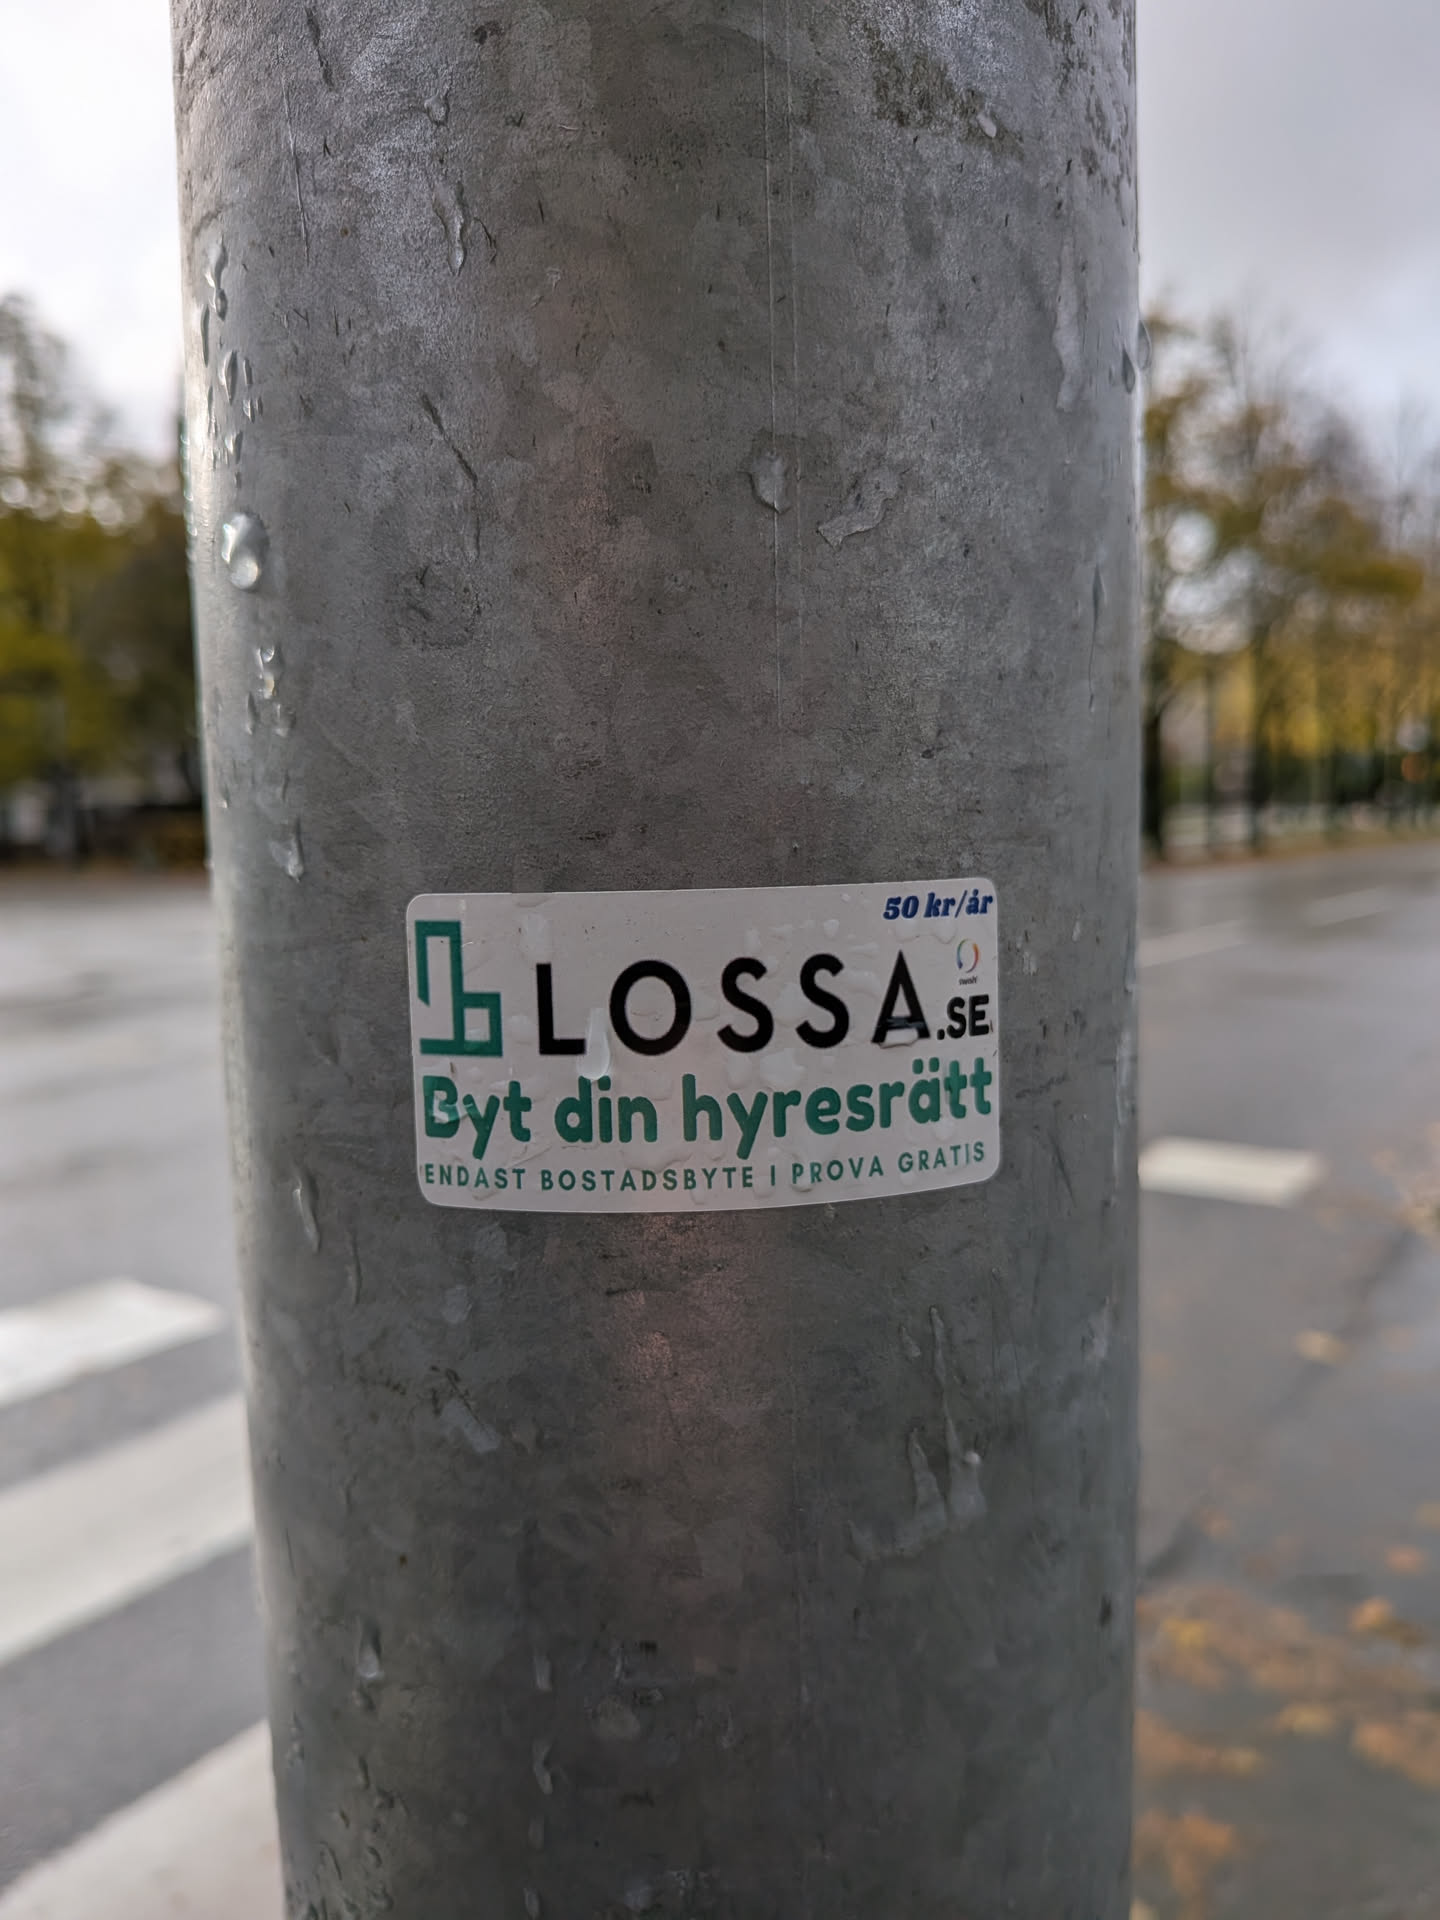 50 kr/år
LOSSA.SE
Byt din hyresrätt
ENDAST BOSTADSBYTE | PROVA GRATIS